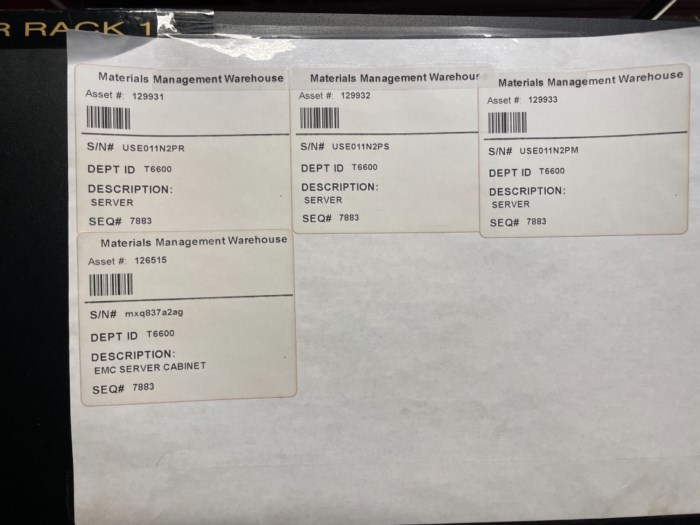 R RACK 1
Materials Management Warehouse
Asset #: 129931
S/N# USE011N2PR
DEPT ID T6600
DESCRIPTION:
SERVER
SEQ# 7883
Materials Management Warehour
Asset #: 129932
S/N# USE011N2PS
DEPT ID T6600
DESCRIPTION:
SERVER
SEQ# 7883
Materials Management Warehouse
Asset #: 129933
S/N# USE011N2PM
DEPT ID T6600
DESCRIPTION:
SERVER
SEQ# 7883
Materials Management Warehouse
Asset #: 126515
S/N# mxq837a2ag
DEPT ID T6600
DESCRIPTION:
EMC SERVER CABINET
SEQ# 7883